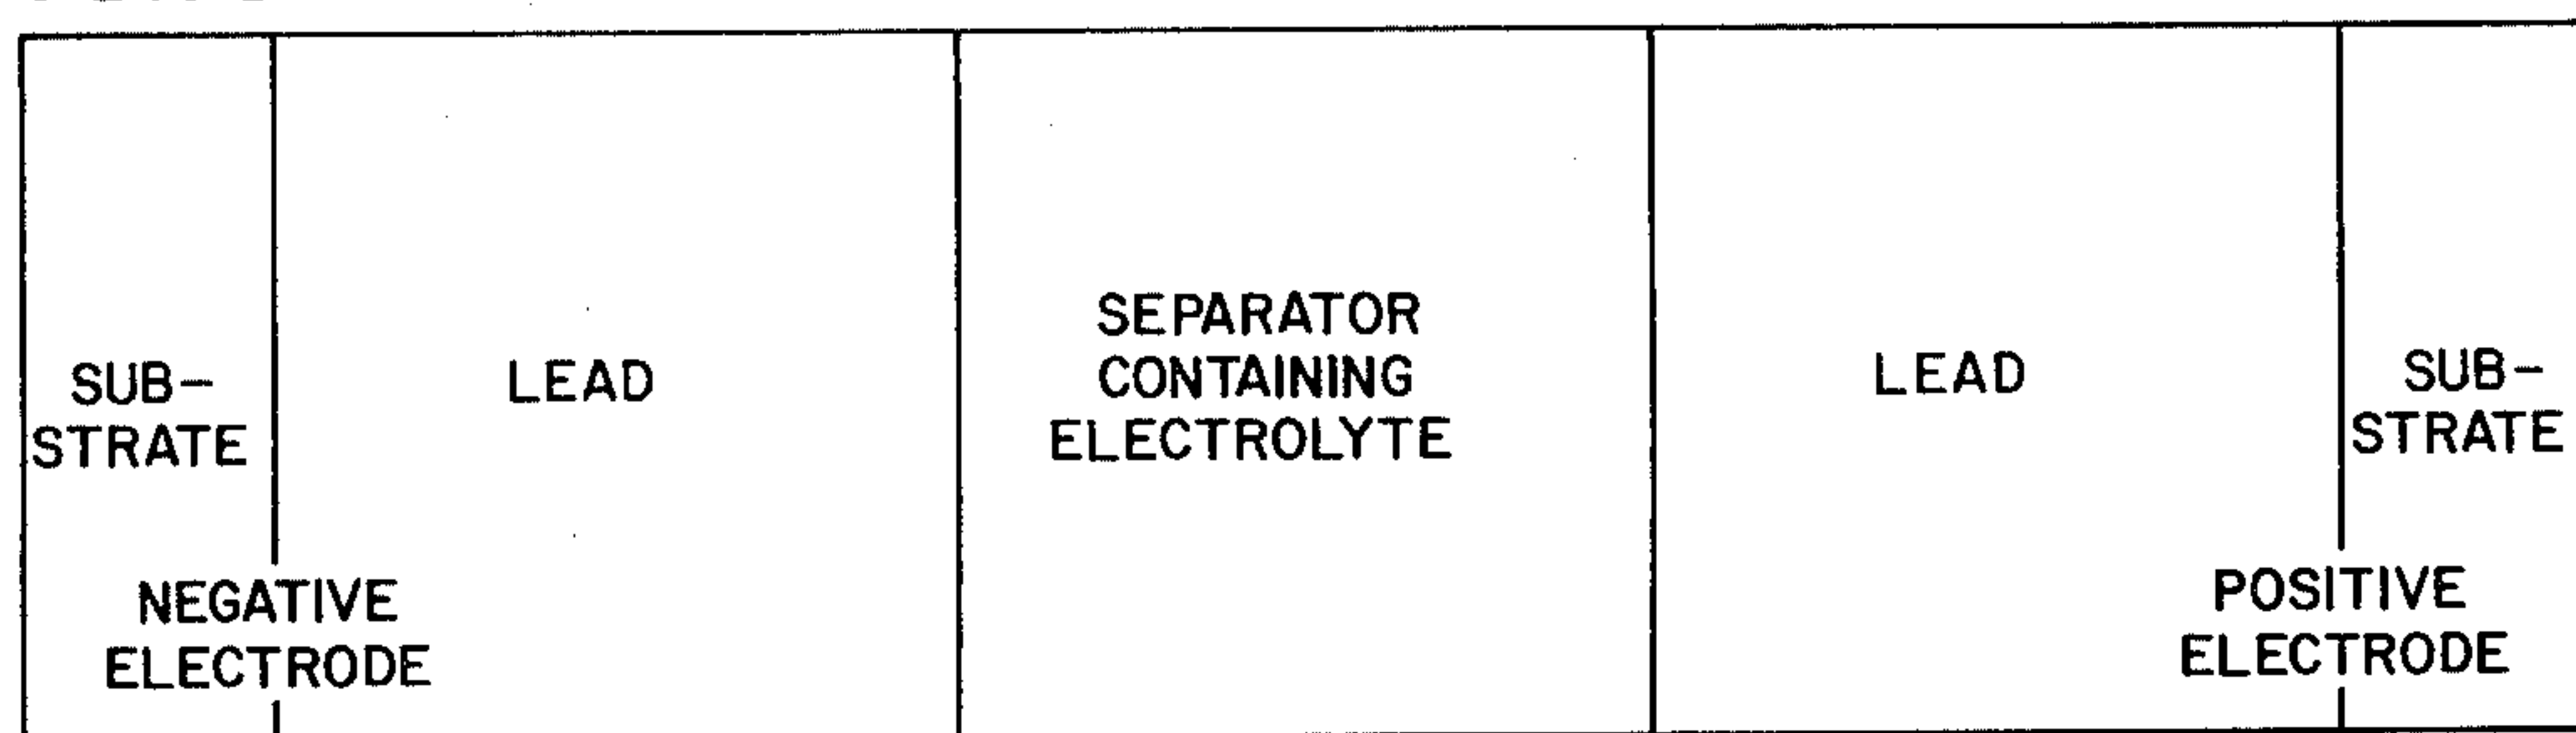 SUB-
STRATE
NEGATIVE
ELECTRODE
LEAD
SEPARATOR
CONTAINING
ELECTROLYTE
LEAD
SUB-
STRATE
POSITIVE
ELECTRODE